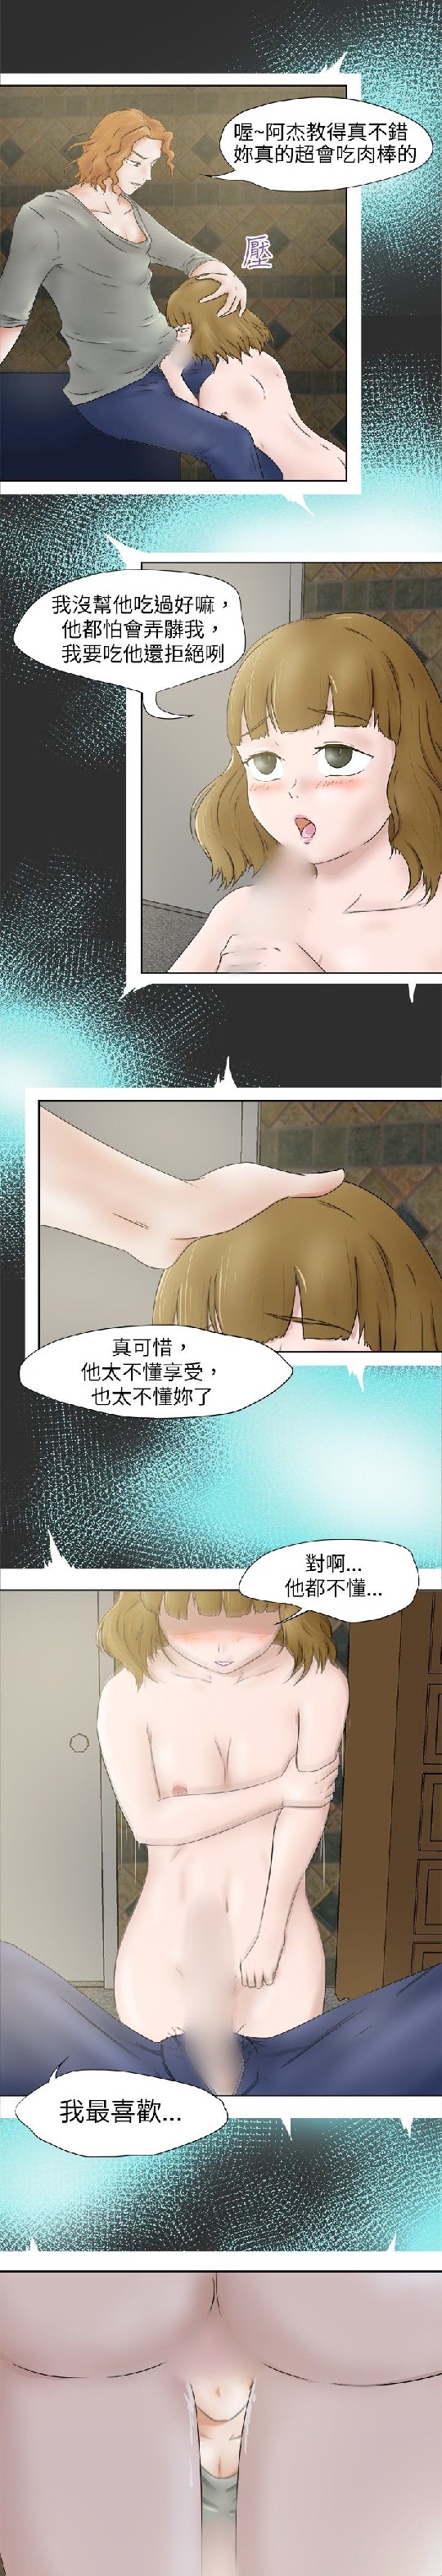 喔~阿杰教得真不錯
妳真的超會吃肉棒的
壓
我沒幫他吃過好嘛，
他都怕會弄髒我，
我要吃他還拒絕咧
真可惜，
他太不懂享受，
也太不懂妳了
對啊...
他都不懂...
我最喜歡...